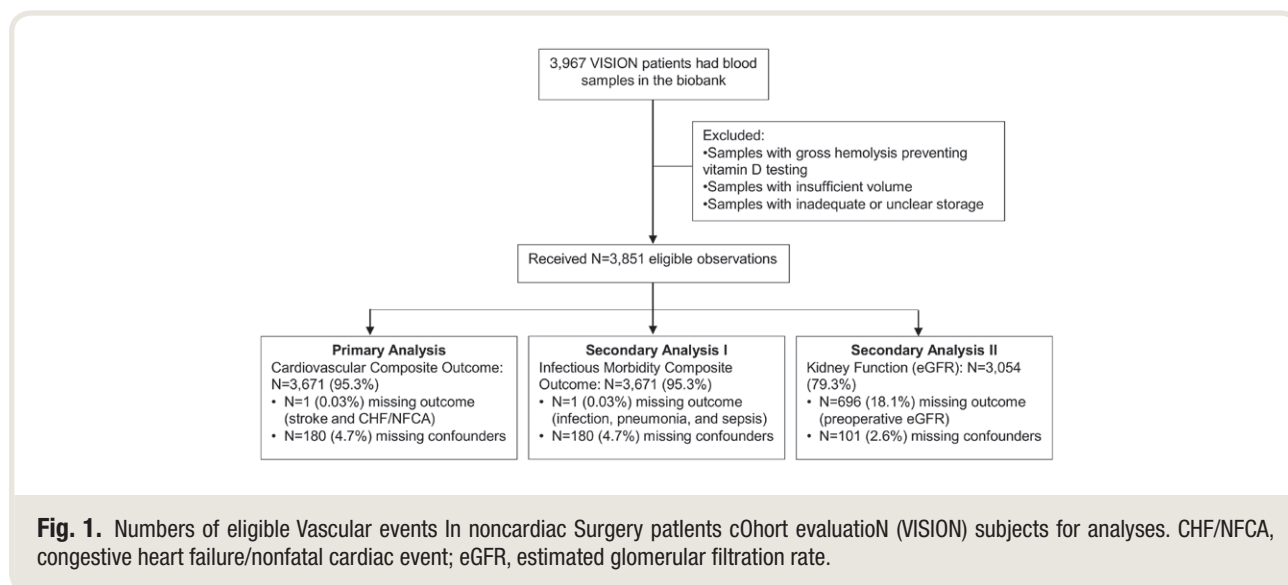 3,967 VISION patients had blood
samples in the biobank
Excluded:
•Samples with gross hemolysis preventing
vitamin D testing
•Samples with insufficient volume
•Samples with inadequate or unclear storage
Received N=3,851 eligible observations
Primary Analysis
Cardiovascular Composite Outcome:
N=3,671 (95.3%)
• N=1 (0.03%) missing outcome
(stroke and CHF/NFCA)
• N=180 (4.7%) missing confounders
Secondary Analysis I
Infectious Morbidity Composite
Outcome: N=3,671 (95.3%)
• N=1 (0.03%) missing outcome
(infection, pneumonia, and sepsis)
• N=180 (4.7%) missing confounders
Secondary Analysis II
Kidney Function (eGFR): N=3,054
(79.3%)
• N=696 (18.1%) missing outcome
(preoperative eGFR)
• N=101 (2.6%) missing confounders
Fig. 1. Numbers of eligible Vascular events In noncardiac Surgery patIents cOhort evaluatioN (VISION) subjects for analyses. CHF/NFCA,
congestive heart failure/nonfatal cardiac event; eGFR, estimated glomerular filtration rate.